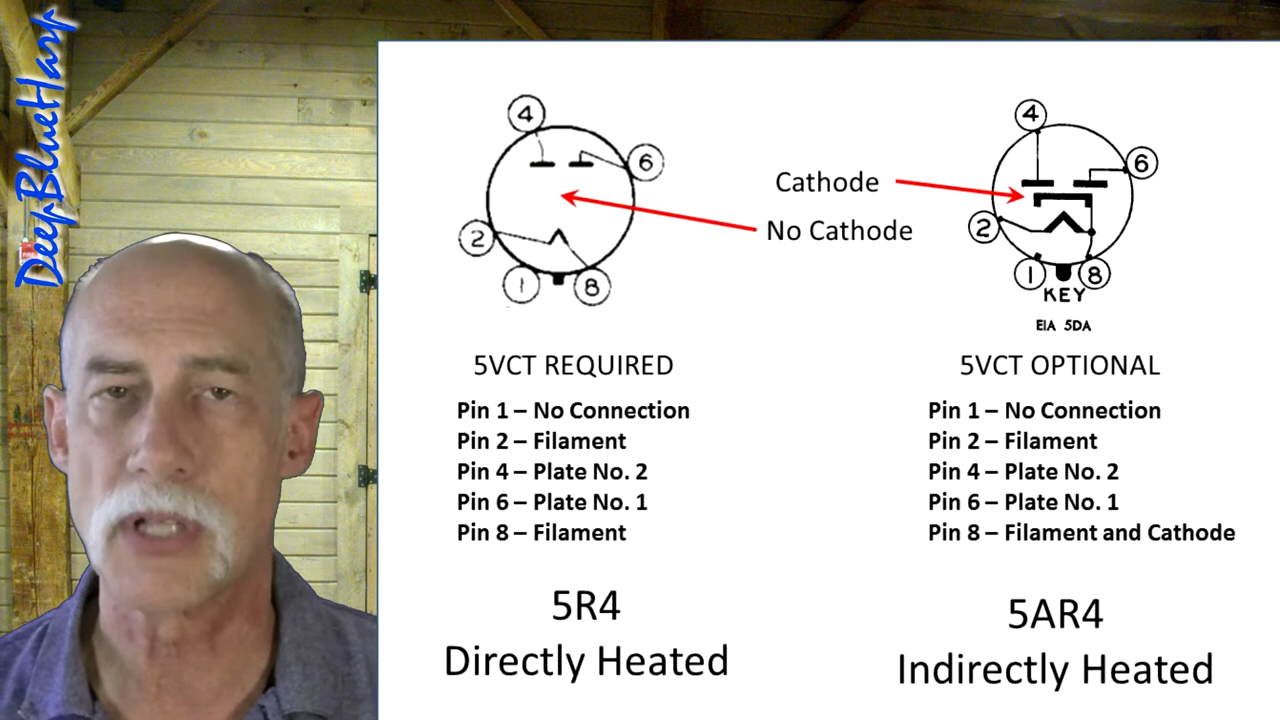 DeepBlueHarp
4
6
2
1
8
Cathode
No Cathode
4
6
2
1
8
KEY
EIA 5DA
5VCT REQUIRED
Pin 1 – No Connection
Pin 2 – Filament
Pin 4 – Plate No. 2
Pin 6 – Plate No. 1
Pin 8 – Filament
5R4
Directly Heated
5VCT OPTIONAL
Pin 1 – No Connection
Pin 2 – Filament
Pin 4 – Plate No. 2
Pin 6 – Plate No. 1
Pin 8 – Filament and Cathode
5AR4
Indirectly Heated